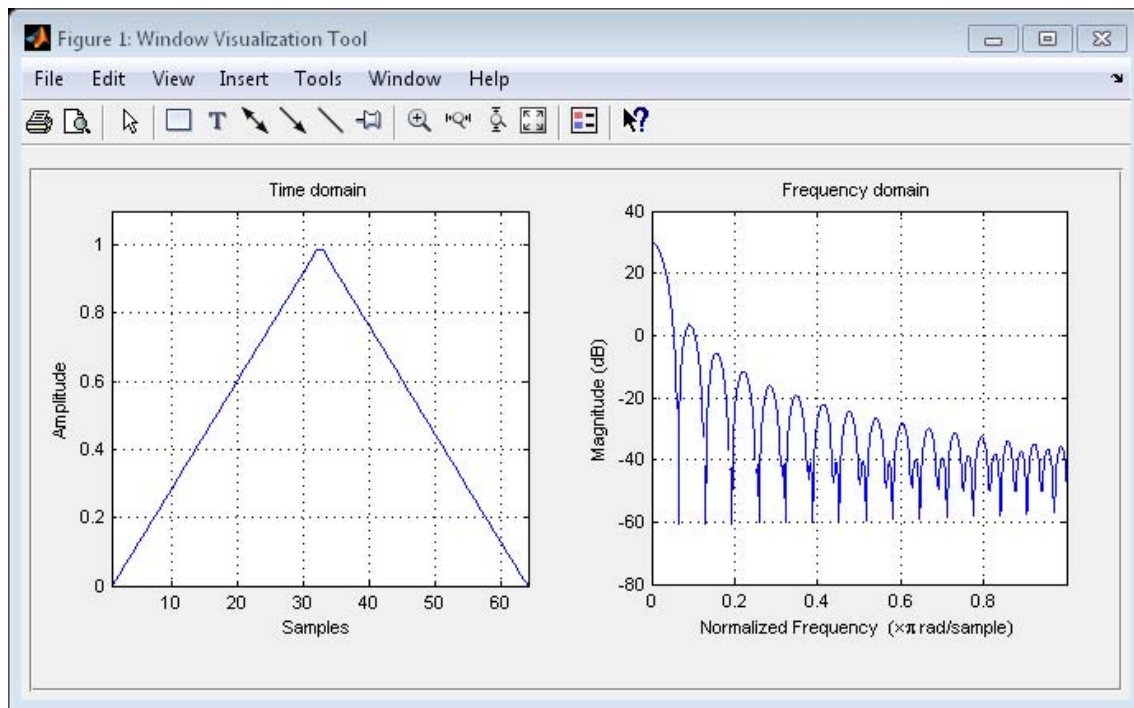 Figure 1: Window Visualization Tool
File Edit View Insert Tools Window Help
T
?
Time domain
Amplitude
1
0.8
0.6
0.4
0.2
0
10 20 30 40 50 60
Samples
Frequency domain
Magnitude (dB)
40
20
0
-20
-40
-60
-80
0 0.2 0.4 0.6 0.8
Normalized Frequency (×π rad/sample)